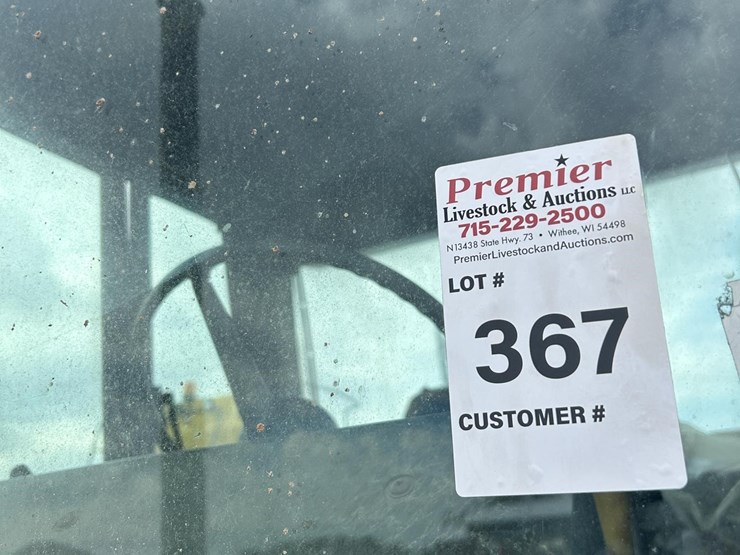 Premier
Livestock & Auctions LLC
715-229-2500
N13438 State Hwy. 73 • Withee, WI 54498
PremierLivestockandAuctions.com
LOT #
367
CUSTOMER #